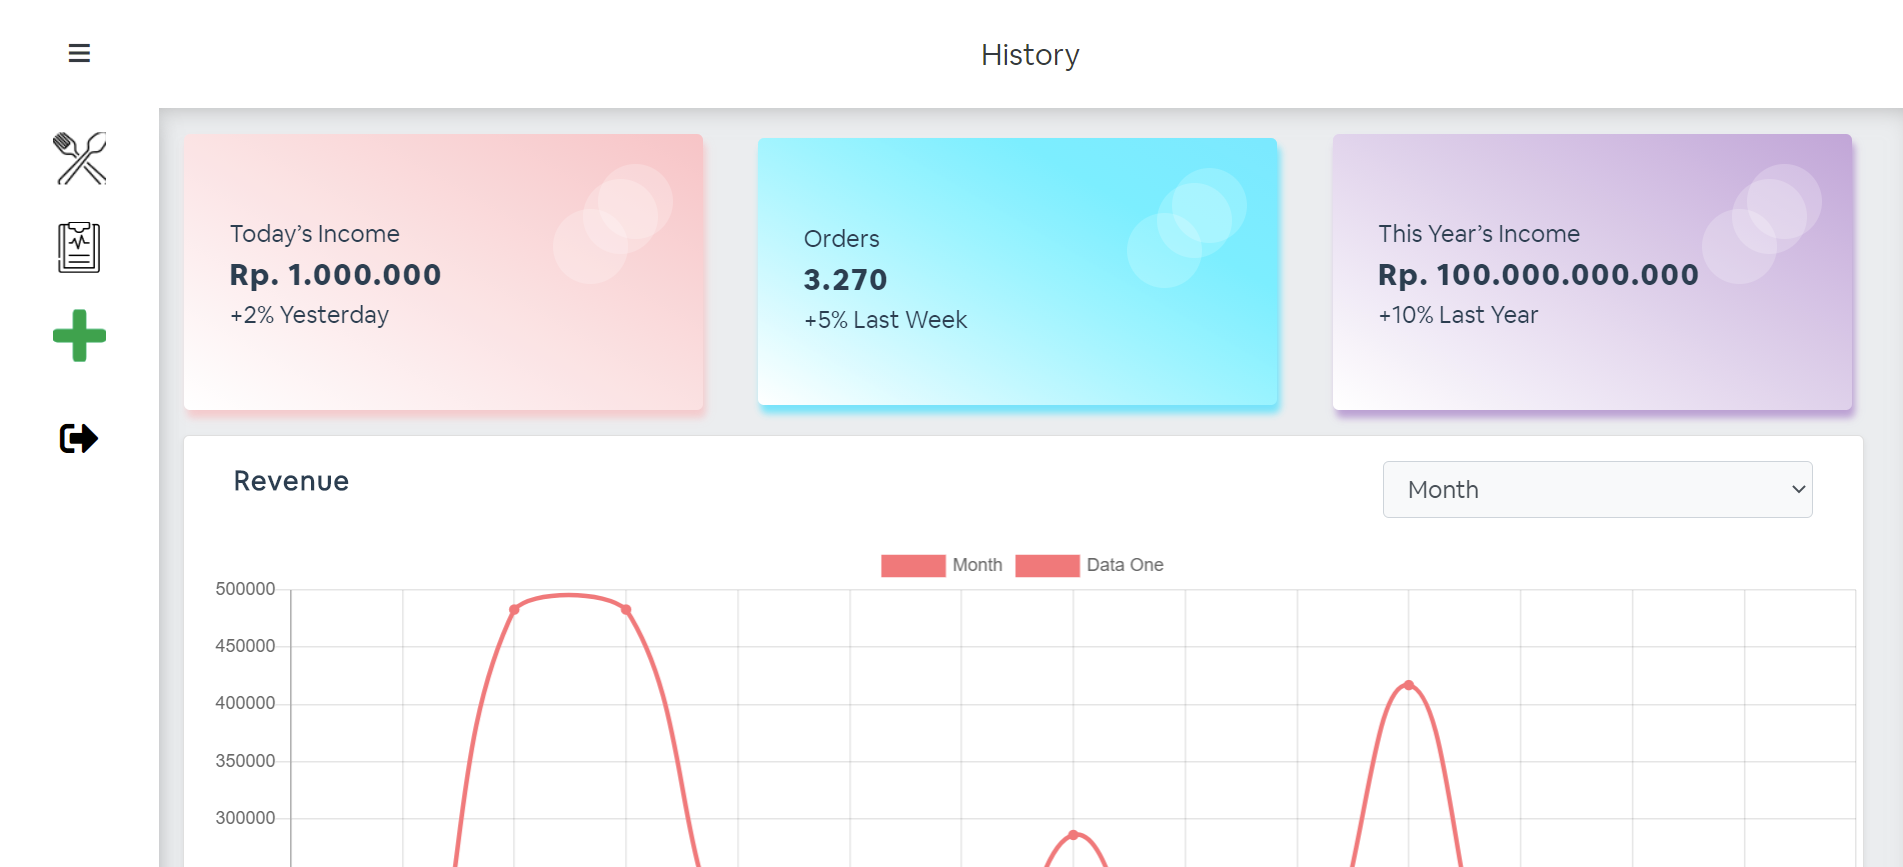 History
Today’s Income
Rp. 1.000.000
+2% Yesterday
Orders
3.270
+5% Last Week
This Year’s Income
Rp. 100.000.000.000
+10% Last Year
Revenue
Month
Month Data One
500000
450000
400000
350000
300000